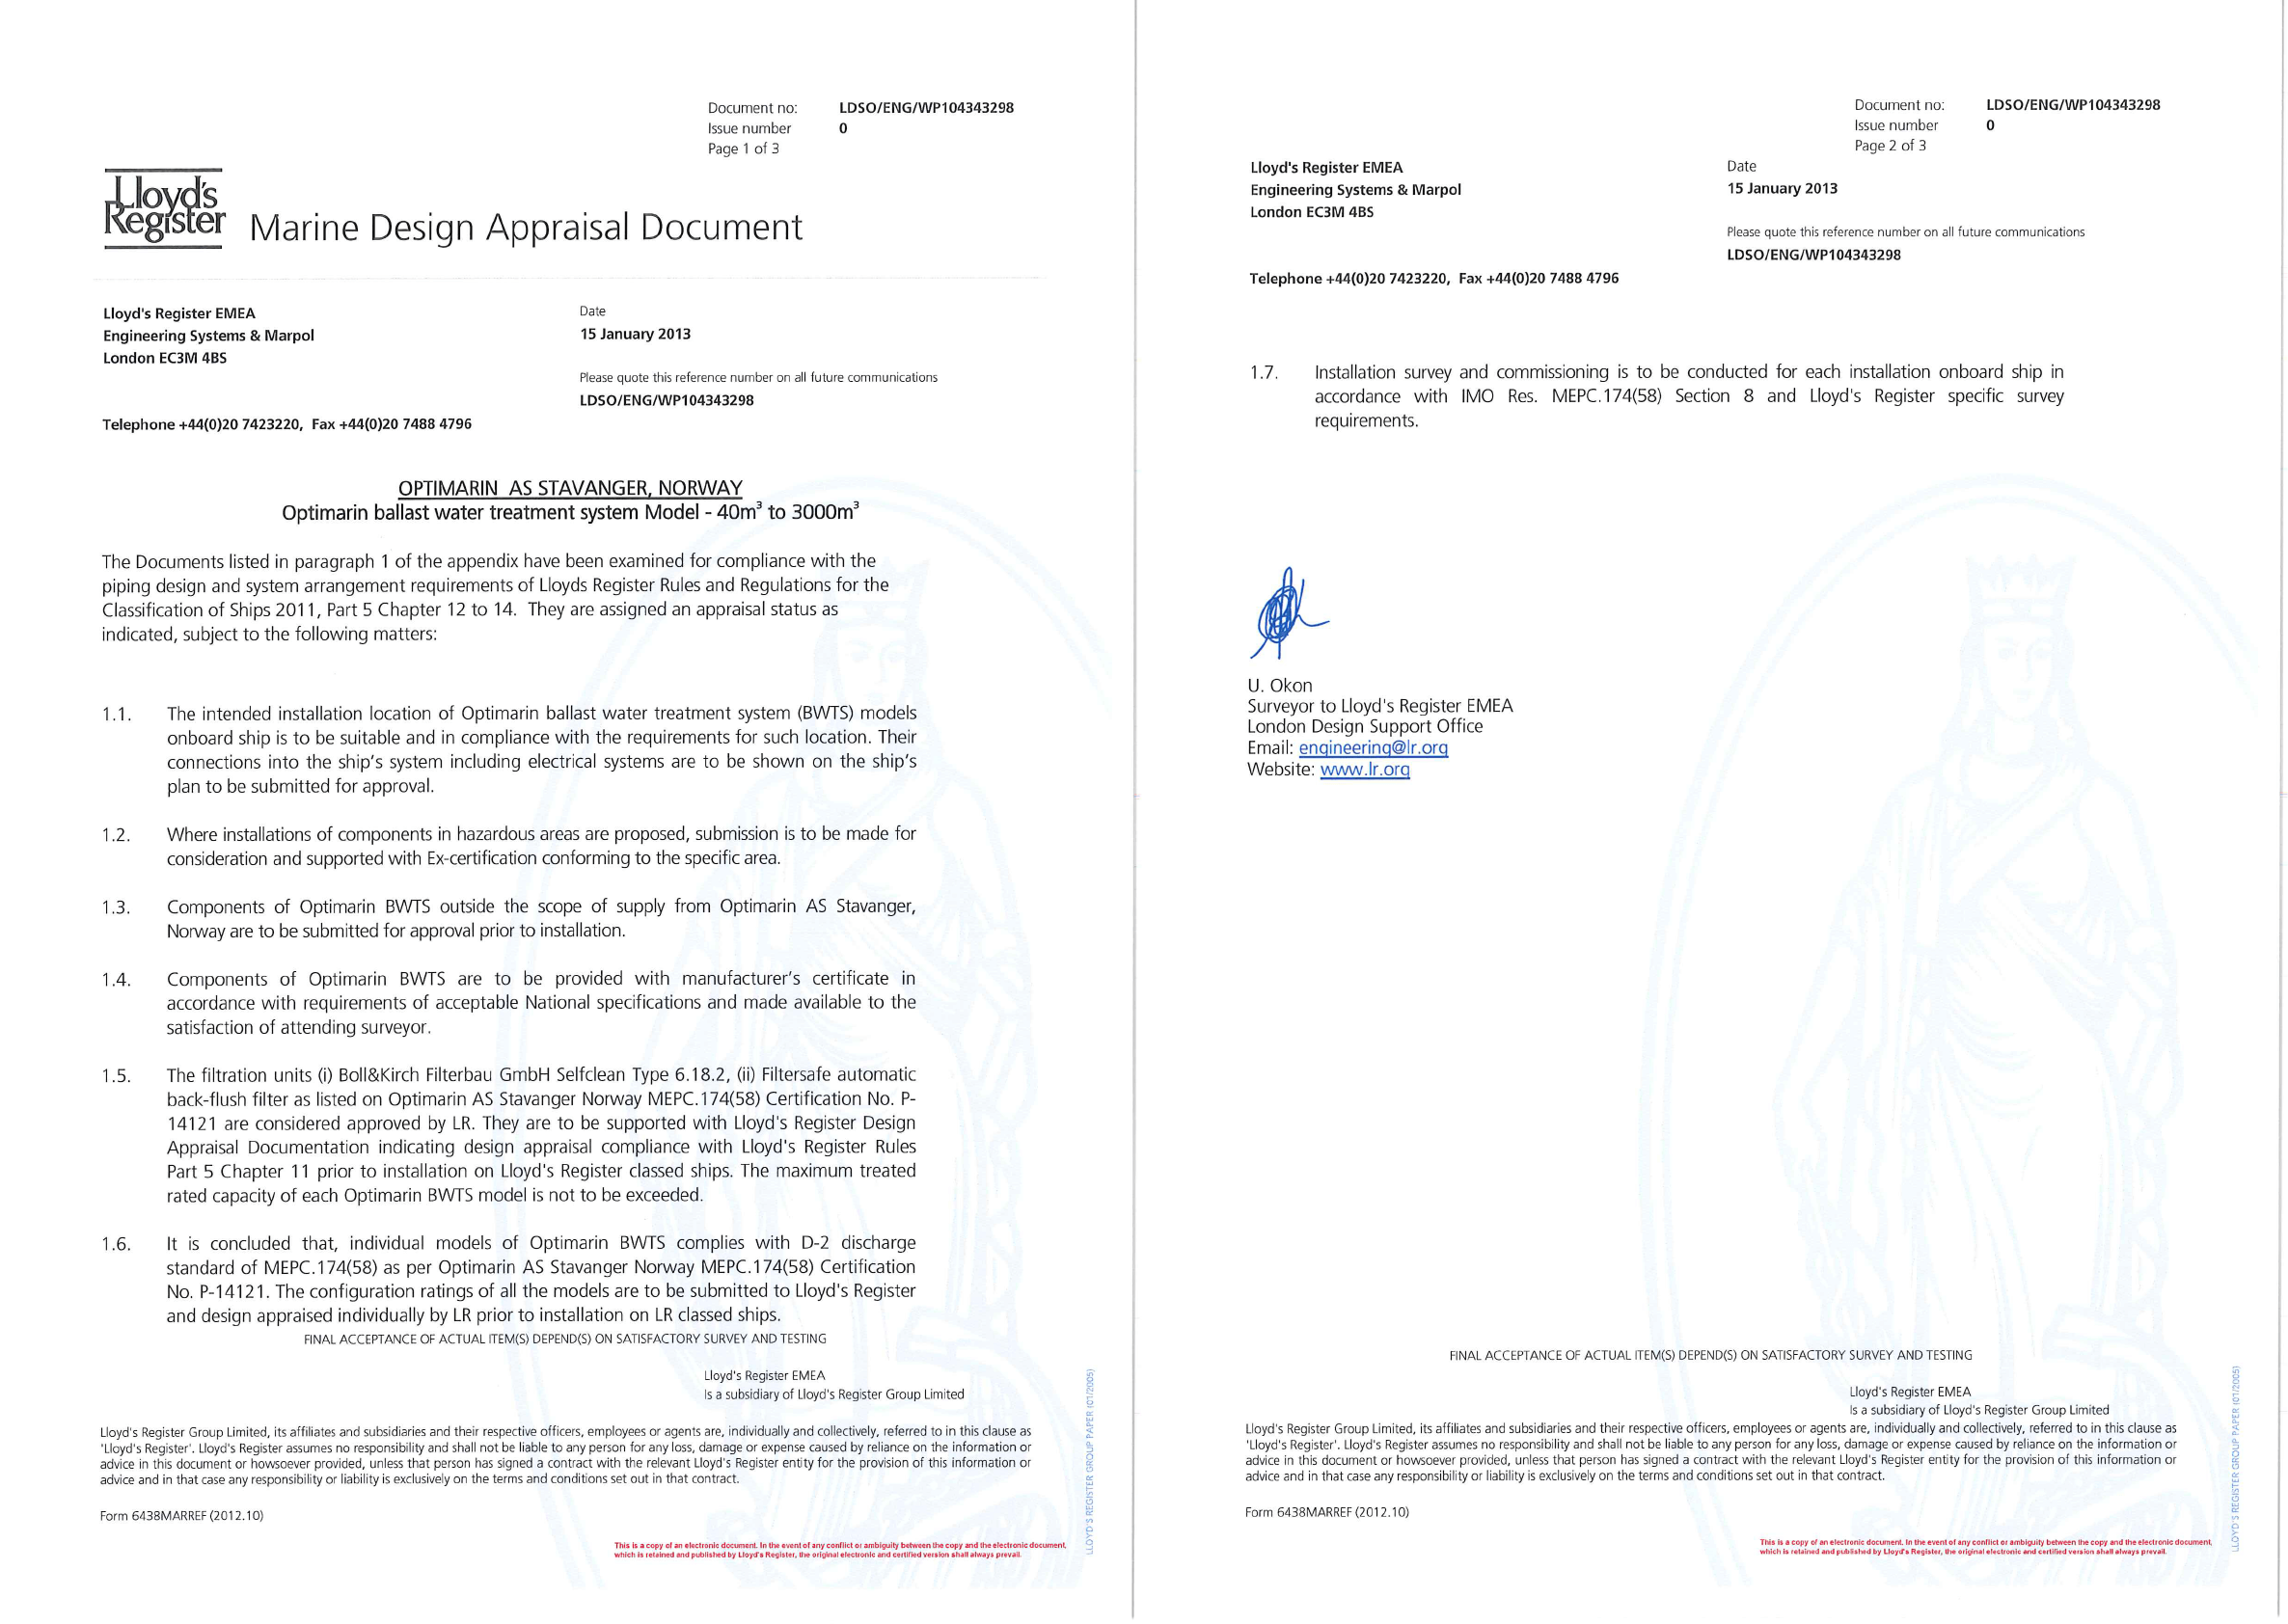 Document no: LDSO/ENG/WP104343298
Issue number 0
Page 1 of 3
Lloyd's
Register
Marine Design Appraisal Document
Lloyd's Register EMEA
Engineering Systems & Marpol
London EC3M 4BS
Date
15 January 2013
Please quote this reference number on all future communications
LDSO/ENG/WP104343298
Telephone +44(0)20 7423220, Fax +44(0)20 7488 4796
OPTIMARIN AS STAVANGER, NORWAY
Optimarin ballast water treatment system Model - 40m³ to 3000m³
The Documents listed in paragraph 1 of the appendix have been examined for compliance with the
piping design and system arrangement requirements of Lloyds Register Rules and Regulations for the
Classification of Ships 2011, Part 5 Chapter 12 to 14. They are assigned an appraisal status as
indicated, subject to the following matters:
1.1. The intended installation location of Optimarin ballast water treatment system (BWTS) models
onboard ship is to be suitable and in compliance with the requirements for such location. Their
connections into the ship's system including electrical systems are to be shown on the ship's
plan to be submitted for approval.
1.2. Where installations of components in hazardous areas are proposed, submission is to be made for
consideration and supported with Ex-certification conforming to the specific area.
1.3. Components of Optimarin BWTS outside the scope of supply from Optimarin AS Stavanger,
Norway are to be submitted for approval prior to installation.
1.4. Components of Optimarin BWTS are to be provided with manufacturer's certificate in
accordance with requirements of acceptable National specifications and made available to the
satisfaction of attending surveyor.
1.5. The filtration units (i) Boll&Kirch Filterbau GmbH Selfclean Type 6.18.2, (ii) Filtersafe automatic
back-flush filter as listed on Optimarin AS Stavanger Norway MEPC.174(58) Certification No. P-
14121 are considered approved by LR. They are to be supported with Lloyd's Register Design
Appraisal Documentation indicating design appraisal compliance with Lloyd's Register Rules
Part 5 Chapter 11 prior to installation on Lloyd's Register classed ships. The maximum treated
rated capacity of each Optimarin BWTS model is not to be exceeded.
1.6. It is concluded that, individual models of Optimarin BWTS complies with D-2 discharge
standard of MEPC.174(58) as per Optimarin AS Stavanger Norway MEPC.174(58) Certification
No. P-14121. The configuration ratings of all the models are to be submitted to Lloyd's Register
and design appraised individually by LR prior to installation on LR classed ships.
FINAL ACCEPTANCE OF ACTUAL ITEM(S) DEPEND(S) ON SATISFACTORY SURVEY AND TESTING
Lloyd's Register EMEA
Is a subsidiary of Lloyd's Register Group Limited
Lloyd's Register Group Limited, its affiliates and subsidiaries and their respective officers, employees or agents are, individually and collectively, referred to in this clause as
'Lloyd's Register'. Lloyd's Register assumes no responsibility and shall not be liable to any person for any loss, damage or expense caused by reliance on the information or
advice in this document or howsoever provided, unless that person has signed a contract with the relevant Lloyd's Register entity for the provision of this information or
advice and in that case any responsibility or liability is exclusively on the terms and conditions set out in that contract.
Form 6438MARREF (2012.10)
This is a copy of an electronic document. In the event of any conflict or ambiguity between the copy and the electronic document,
which is retained and published by Lloyd's Register, the original electronic and certified version shall always prevail.
LLOYD'S REGISTER GROUP PAPER (01/2005)
Document no: LDSO/ENG/WP104343298
Issue number 0
Page 2 of 3
Lloyd's Register EMEA
Engineering Systems & Marpol
London EC3M 4BS
Date
15 January 2013
Please quote this reference number on all future communications
LDSO/ENG/WP104343298
Telephone +44(0)20 7423220, Fax +44(0)20 7488 4796
1.7. Installation survey and commissioning is to be conducted for each installation onboard ship in
accordance with IMO Res. MEPC.174(58) Section 8 and Lloyd's Register specific survey
requirements.
U. Okon
Surveyor to Lloyd's Register EMEA
London Design Support Office
Email: engineering@lr.org
Website: www.lr.org
FINAL ACCEPTANCE OF ACTUAL ITEM(S) DEPEND(S) ON SATISFACTORY SURVEY AND TESTING
Lloyd's Register EMEA
Is a subsidiary of Lloyd's Register Group Limited
Lloyd's Register Group Limited, its affiliates and subsidiaries and their respective officers, employees or agents are, individually and collectively, referred to in this clause as
'Lloyd's Register'. Lloyd's Register assumes no responsibility and shall not be liable to any person for any loss, damage or expense caused by reliance on the information or
advice in this document or howsoever provided, unless that person has signed a contract with the relevant Lloyd's Register entity for the provision of this information or
advice and in that case any responsibility or liability is exclusively on the terms and conditions set out in that contract.
Form 6438MARREF (2012.10)
This is a copy of an electronic document. In the event of any conflict or ambiguity between the copy and the electronic document,
which is retained and published by Lloyd's Register, the original electronic and certified version shall always prevail.
LLOYD'S REGISTER GROUP PAPER (01/2005)